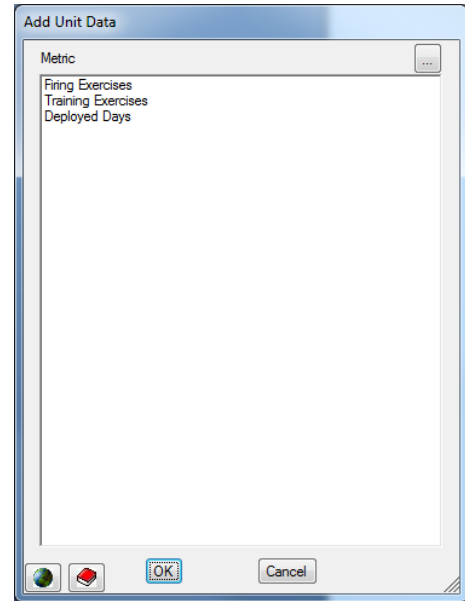 Add Unit Data
Metric
...
Firing Exercises
Training Exercises
Deployed Days
OK
Cancel